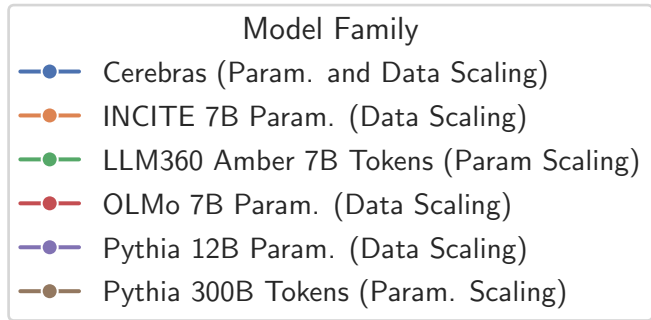 Model Family
Cerebras (Param. and Data Scaling)
INCITE 7B Param. (Data Scaling)
LLM360 Amber 7B Tokens (Param Scaling)
OLMo 7B Param. (Data Scaling)
Pythia 12B Param. (Data Scaling)
Pythia 300B Tokens (Param. Scaling)